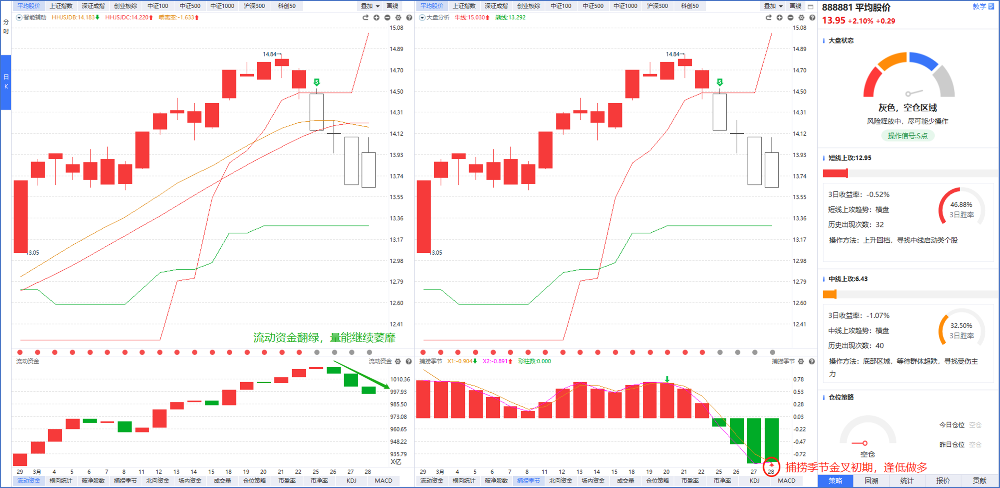 分时
日K
平均股价 上证指数 深证成指 创业板综 中证100 中证500 中证1000 沪深300 科创50 叠加 画线
智能辅助 HHJSJDB:14.183 HHJSJDC:14.220 乖离率:-1.633
15.08
14.89
14.70
14.50
14.31
14.12
13.93
13.74
13.55
13.36
13.17
12.98
12.79
12.60
12.41
14.84
S
3.05
流动资金翻绿，量能继续萎靡
流动资金 流动资金
1010.36
997.93
985.50
973.08
960.65
948.22
935.79
X亿
29 3月 4 5 6 7 8 11 12 13 14 15 18 19 20 21 22 25 26 27 28
流动资金 横向统计 破净股数 捕捞季节 北向资金 场内资金 成交量 仓位策略 市盈率 市净率 KDJ MACD
平均股价 上证指数 深证成指 创业板综 中证100 中证500 中证1000 沪深300 科创50 叠加 画线
大盘分析 牛线:15.030 熊线:13.292
15.08
14.89
14.70
14.50
14.31
14.12
13.93
13.74
13.55
13.36
13.17
12.98
12.79
12.60
12.41
14.84
S
3.05
捕捞季节 X1:-0.904 X2:-0.891 彩柱数:0.000 捕捞季节
0.78
0.53
0.28
0.03
-0.22
-0.47
-0.72
捕捞季节金叉初期，逢低做多
29 3月 4 5 6 7 8 11 12 13 14 15 18 19 20 21 22 25 26 27 28
流动资金 横向统计 破净股数 捕捞季节 北向资金 场内资金 成交量 仓位策略 市盈率 市净率 KDJ MACD
888881 平均股价 教学
13.95 +2.10% +0.29
大盘状态
灰色，空仓区域
风险释放中，尽可能少操作
操作信号:S点
短线上攻:12.95
3日收益率：-0.52%
短线上攻趋势：横盘
历史出现次数：32
46.88%
3日胜率
操作方法：上升回档，寻找中线启动类个股
中线上攻:6.43
3日收益率：-1.07%
中线上攻趋势：横盘
历史出现次数：40
32.50%
3日胜率
操作方法：底部区域，等待群体超跌，寻找受伤主
力
仓位策略
今日仓位 空仓
昨日仓位 空仓
空仓
策略 回溯 统计 报价 贡献